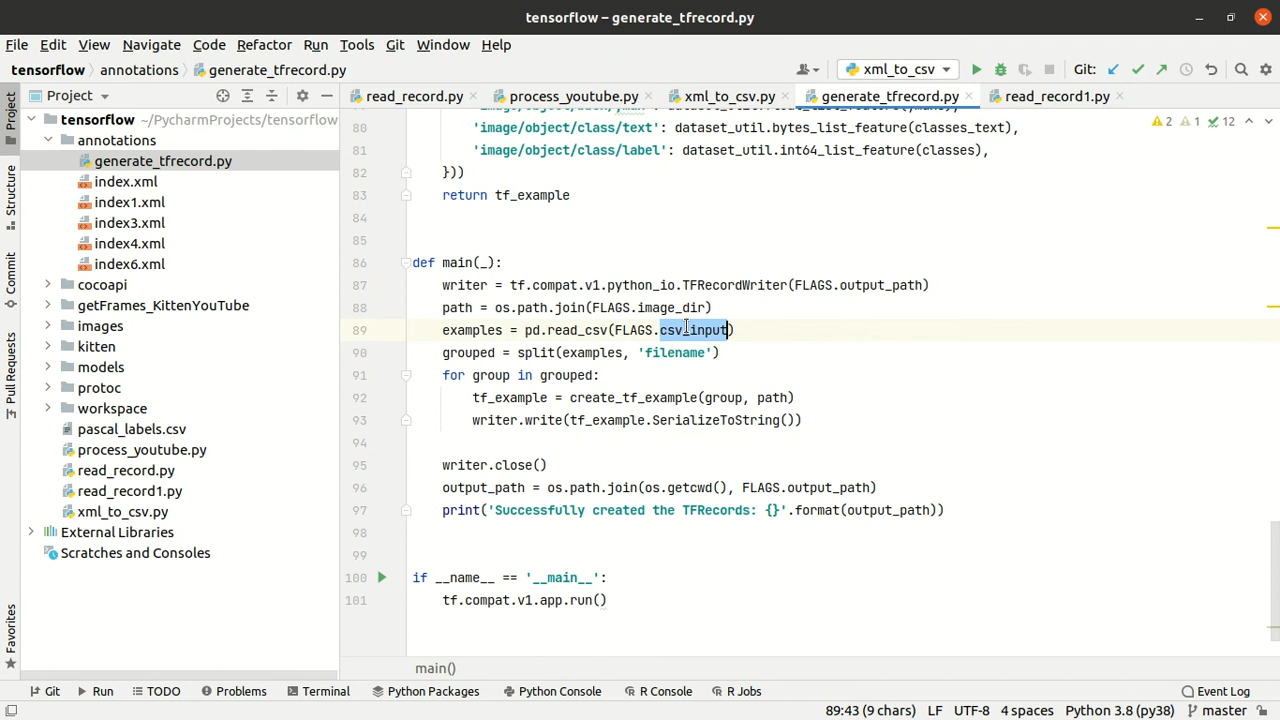 tensorflow – generate_tfrecord.py
File Edit View Navigate Code Refactor Run Tools Git Window Help
tensorflow annotations generate_tfrecord.py xml_to_csv Git:
Project read_record.py process_youtube.py xml_to_csv.py generate_tfrecord.py read_record1.py
Project
Structure
Commit
Pull Requests
Favorites
tensorflow ~/PycharmProjects/tensorflow
annotations
generate_tfrecord.py
index.xml
index1.xml
index3.xml
index4.xml
index6.xml
cocoapi
getFrames_KittenYouTube
images
kitten
models
protoc
workspace
pascal_labels.csv
process_youtube.py
read_record.py
read_record1.py
xml_to_csv.py
External Libraries
Scratches and Consoles
2 1 12
80 'image/object/class/text': dataset_util.bytes_list_feature(classes_text),
81 'image/object/class/label': dataset_util.int64_list_feature(classes),
82 }))
83 return tf_example
84
85
86 def main(_):
87 writer = tf.compat.v1.python_io.TFRecordWriter(FLAGS.output_path)
88 path = os.path.join(FLAGS.image_dir)
89 examples = pd.read_csv(FLAGS.csv_input)
90 grouped = split(examples, 'filename')
91 for group in grouped:
92 tf_example = create_tf_example(group, path)
93 writer.write(tf_example.SerializeToString())
94
95 writer.close()
96 output_path = os.path.join(os.getcwd(), FLAGS.output_path)
97 print('Successfully created the TFRecords: {}'.format(output_path))
98
99
100 if __name__ == '__main__':
101 tf.compat.v1.app.run()
main()
Git Run TODO Problems Terminal Python Packages Python Console R Console R Jobs Event Log
89:43 (9 chars) LF UTF-8 4 spaces Python 3.8 (py38) master